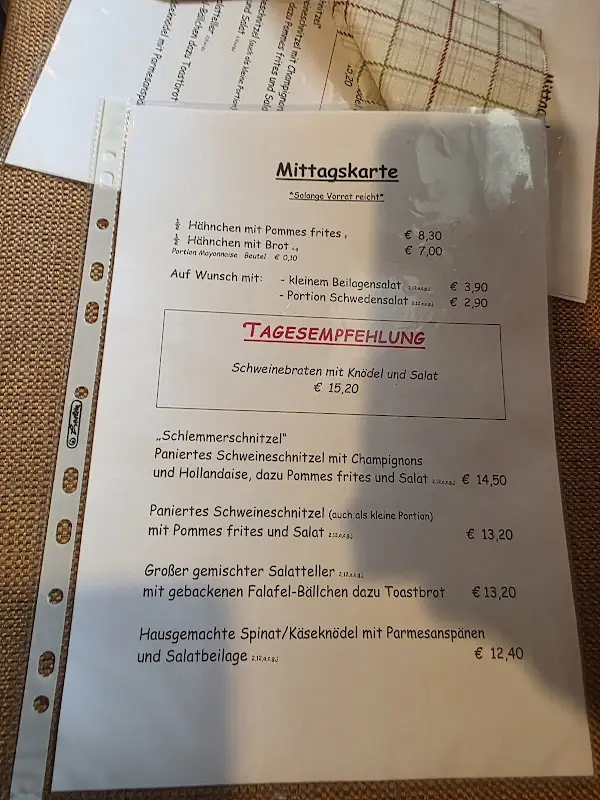 Mittagskarte
*Solange Vorrat reicht*
½ Hähnchen mit Pommes frites € 8,30
½ Hähnchen mit Brot € 7,00
Portion Mayonnaise Beutel € 0,10
Auf Wunsch mit: - kleinem Beilagensalat € 3,90
- Portion Schwedensalat € 2,90
TAGESEMPFEHLUNG
Schweinebraten mit Knödel und Salat
€ 15,20
„Schlemmerschnitzel"
Paniertes Schweineschnitzel mit Champignons
und Hollandaise, dazu Pommes frites und Salat € 14,50
Paniertes Schweineschnitzel (auch als kleine Portion)
mit Pommes frites und Salat € 13,20
Großer gemischter Salatteller
mit gebackenen Falafel-Bällchen dazu Toastbrot € 13,20
Hausgemachte Spinat/Käseknödel mit Parmesanspänen
und Salatbeilage € 12,40